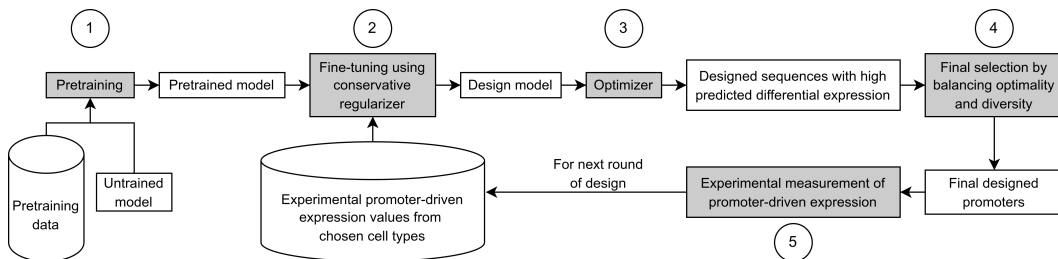 1
2
3
4
Pretraining
Pretrained model
Fine-tuning using
conservative
regularizer
Design model
Optimizer
Designed sequences with high
predicted differential expression
Final selection by
balancing optimality
and diversity
Pretraining
data
Untrained
model
Experimental promoter-driven
expression values from
chosen cell types
For next round
of design
Experimental measurement of
promoter-driven expression
Final designed
promoters
5